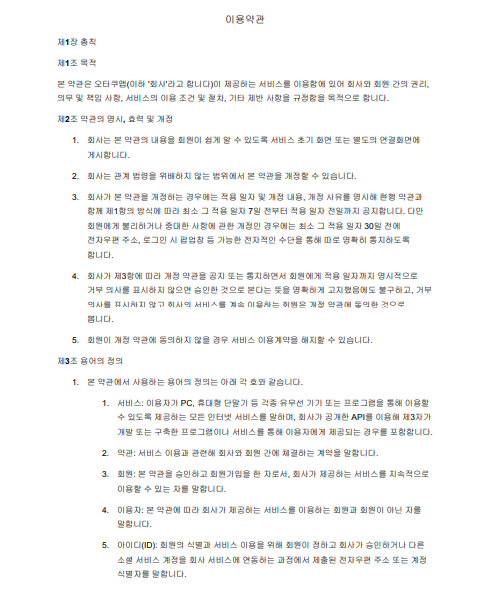 이용약관
제1장 총칙
제1조 목적
본 약관은 오타쿠맵(이하 '회사'라고 합니다)이 제공하는 서비스를 이용함에 있어 회사와 회원 간의 권리,
의무 및 책임 사항, 서비스의 이용 조건 및 절차, 기타 제반 사항을 규정함을 목적으로 합니다.
제2조 약관의 명시, 효력 및 개정
1. 회사는 본 약관의 내용을 회원이 쉽게 알 수 있도록 서비스 초기 화면 또는 별도의 연결화면에
게시합니다.
2. 회사는 관계 법령을 위배하지 않는 범위에서 본 약관을 개정할 수 있습니다.
3. 회사가 본 약관을 개정하는 경우에는 적용 일자 및 개정 내용, 개정 사유를 명시해 현행 약관과
함께 제1항의 방식에 따라 최소 그 적용 일자 7일 전부터 적용 일자 전일까지 공지합니다. 다만
회원에게 불리하거나 중대한 사항에 관한 개정인 경우에는 최소 그 적용 일자 30일 전에
전자우편 주소, 로그인 시 팝업창 등 가능한 전자적인 수단을 통해 따로 명확히 통지하도록
합니다.
4. 회사가 제3항에 따라 개정 약관을 공지 또는 통지하면서 회원에게 적용 일자까지 명시적으로
거부 의사를 표시하지 않으면 승인한 것으로 본다는 뜻을 명확하게 고지했음에도 불구하고, 거부
의사를 표시하지 않고 회사의 서비스를 계속 이용하는 회원은 개정 약관에 동의한 것으로
봅니다.
5. 회원이 개정 약관에 동의하지 않을 경우 서비스 이용계약을 해지할 수 있습니다.
제3조 용어의 정의
1. 본 약관에서 사용하는 용어의 정의는 아래 각 호와 같습니다.
1. 서비스: 이용자가 PC, 휴대형 단말기 등 각종 유무선 기기 또는 프로그램을 통해 이용할
수 있도록 제공하는 모든 인터넷 서비스를 말하며, 회사가 공개한 API를 이용해 제3자가
개발 또는 구축한 프로그램이나 서비스를 통해 이용자에게 제공되는 경우를 포함합니다.
2. 약관: 서비스 이용과 관련해 회사와 회원 간에 체결하는 계약을 말합니다.
3. 회원: 본 약관을 승인하고 회원가입을 한 자로서, 회사가 제공하는 서비스를 지속적으로
이용할 수 있는 자를 말합니다.
4. 이용자: 본 약관에 따라 회사가 제공하는 서비스를 이용하는 회원과 회원이 아닌 자를
말합니다.
5. 아이디(ID): 회원의 식별과 서비스 이용을 위해 회원이 정하고 회사가 승인하거나 다른
소셜 서비스 계정을 회사 서비스에 연동하는 과정에서 제출된 전자우편 주소 또는 계정
식별자를 말합니다.